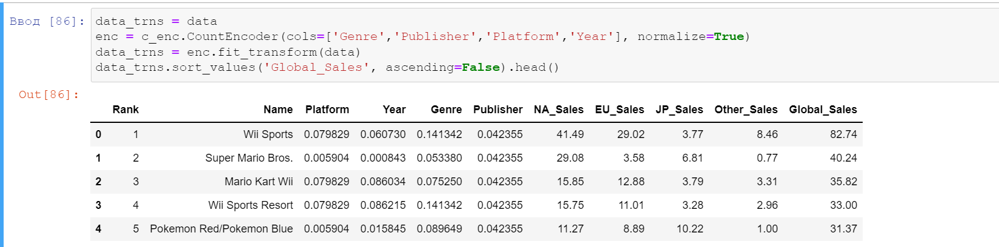 Ввод [86]: data_trns = data
enc = c_enc.CountEncoder(cols=['Genre','Publisher','Platform','Year'], normalize=True)
data_trns = enc.fit_transform(data)
data_trns.sort_values('Global_Sales', ascending=False).head()
Out[86]:
Rank Name Platform Year Genre Publisher NA_Sales EU_Sales JP_Sales Other_Sales Global_Sales
0 1 Wii Sports 0.079829 0.060730 0.141342 0.042355 41.49 29.02 3.77 8.46 82.74
1 2 Super Mario Bros. 0.005904 0.000843 0.053380 0.042355 29.08 3.58 6.81 0.77 40.24
2 3 Mario Kart Wii 0.079829 0.086034 0.075250 0.042355 15.85 12.88 3.79 3.31 35.82
3 4 Wii Sports Resort 0.079829 0.086215 0.141342 0.042355 15.75 11.01 3.28 2.96 33.00
4 5 Pokemon Red/Pokemon Blue 0.005904 0.015845 0.089649 0.042355 11.27 8.89 10.22 1.00 31.37